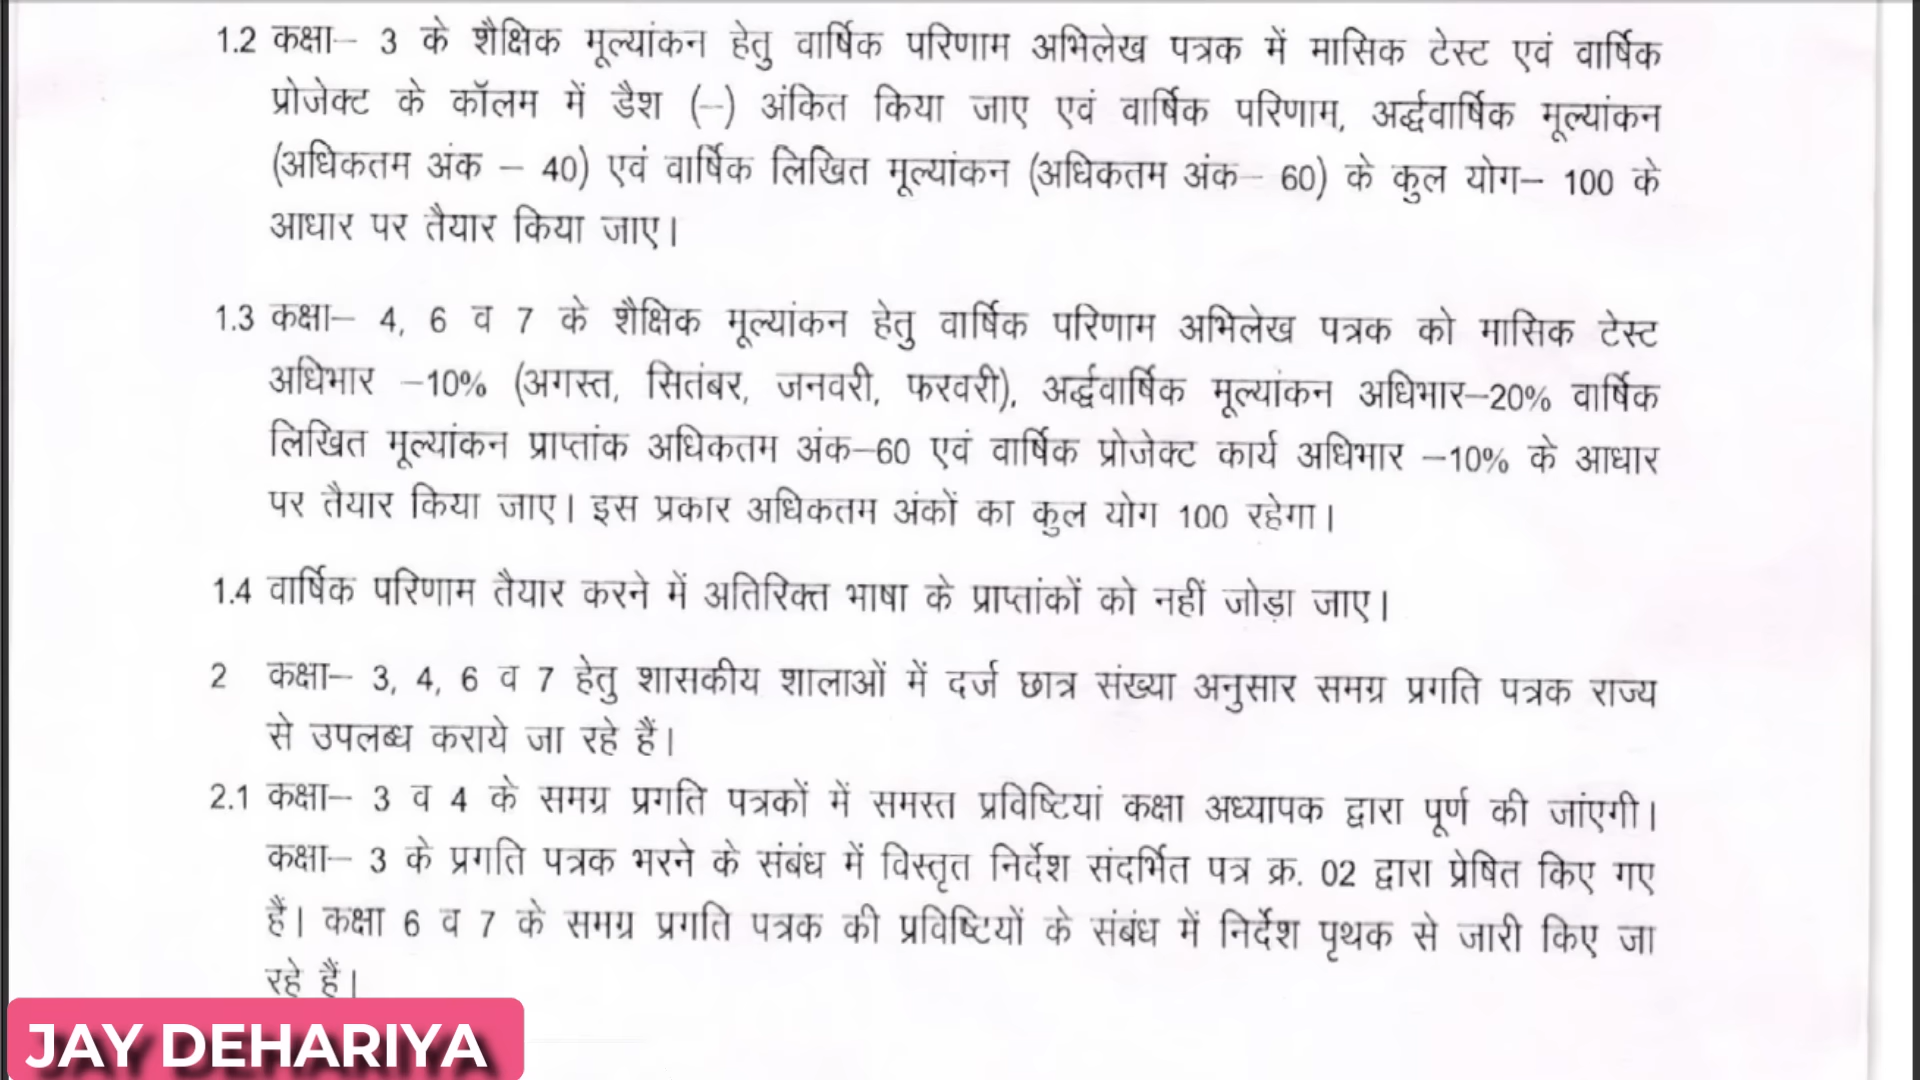 1.2 कक्षा– 3 के शैक्षिक मूल्यांकन हेतु वार्षिक परिणाम अभिलेख पत्रक में मासिक टेस्ट एवं वार्षिक
प्रोजेक्ट के कॉलम में डैश (–) अंकित किया जाए एवं वार्षिक परिणाम, अर्द्धवार्षिक मूल्यांकन
(अधिकतम अंक – 40) एवं वार्षिक लिखित मूल्यांकन (अधिकतम अंक– 60) के कुल योग– 100 के
आधार पर तैयार किया जाए।
1.3 कक्षा– 4, 6 व 7 के शैक्षिक मूल्यांकन हेतु वार्षिक परिणाम अभिलेख पत्रक को मासिक टेस्ट
अधिभार –10% (अगस्त, सितंबर, जनवरी, फरवरी), अर्द्धवार्षिक मूल्यांकन अधिभार–20% वार्षिक
लिखित मूल्यांकन प्राप्तांक अधिकतम अंक–60 एवं वार्षिक प्रोजेक्ट कार्य अधिभार –10% के आधार
पर तैयार किया जाए। इस प्रकार अधिकतम अंकों का कुल योग 100 रहेगा।
1.4 वार्षिक परिणाम तैयार करने में अतिरिक्त भाषा के प्राप्तांकों को नहीं जोड़ा जाए।
2 कक्षा– 3, 4, 6 व 7 हेतु शासकीय शालाओं में दर्ज छात्र संख्या अनुसार समग्र प्रगति पत्रक राज्य
से उपलब्ध कराये जा रहे हैं।
2.1 कक्षा– 3 व 4 के समग्र प्रगति पत्रकों में समस्त प्रविष्टियां कक्षा अध्यापक द्वारा पूर्ण की जांएगी।
कक्षा– 3 के प्रगति पत्रक भरने के संबंध में विस्तृत निर्देश संदर्भित पत्र क्र. 02 द्वारा प्रेषित किए गए
हैं। कक्षा 6 व 7 के समग्र प्रगति पत्रक की प्रविष्टियों के संबंध में निर्देश पृथक से जारी किए जा
रहे हैं।
JAY DEHARIYA